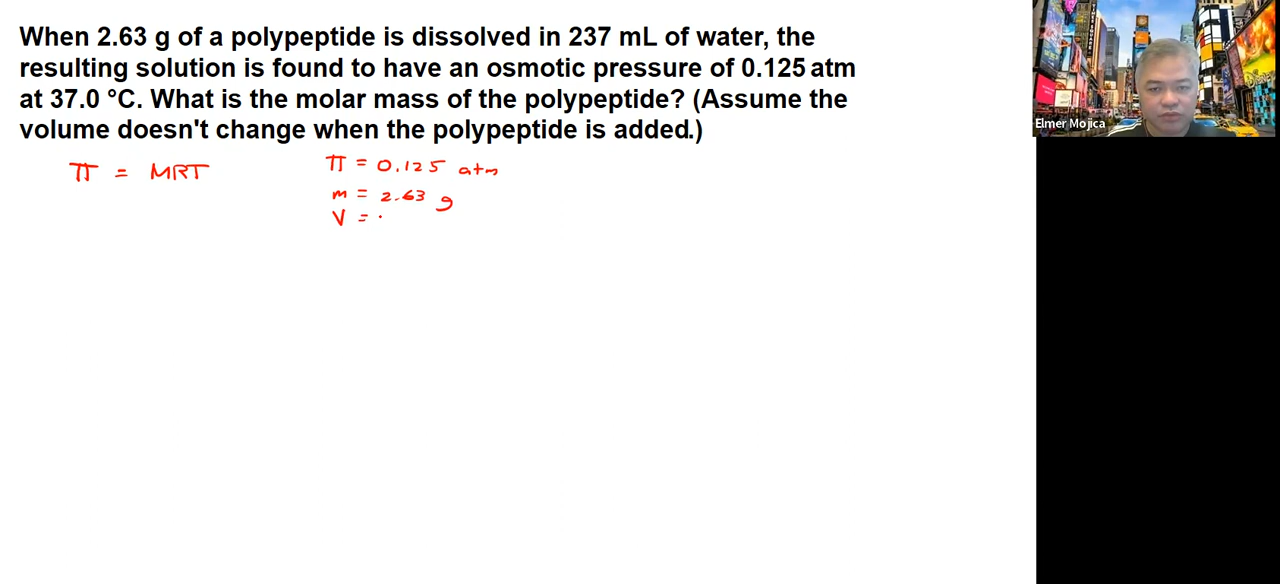 When 2.63 g of a polypeptide is dissolved in 237 mL of water, the
resulting solution is found to have an osmotic pressure of 0.125 atm
at 37.0 °C. What is the molar mass of the polypeptide? (Assume the
volume doesn't change when the polypeptide is added.)
π = MRT
π = 0.125 atm
m = 2.63 g
V = .
Elmer Mojica